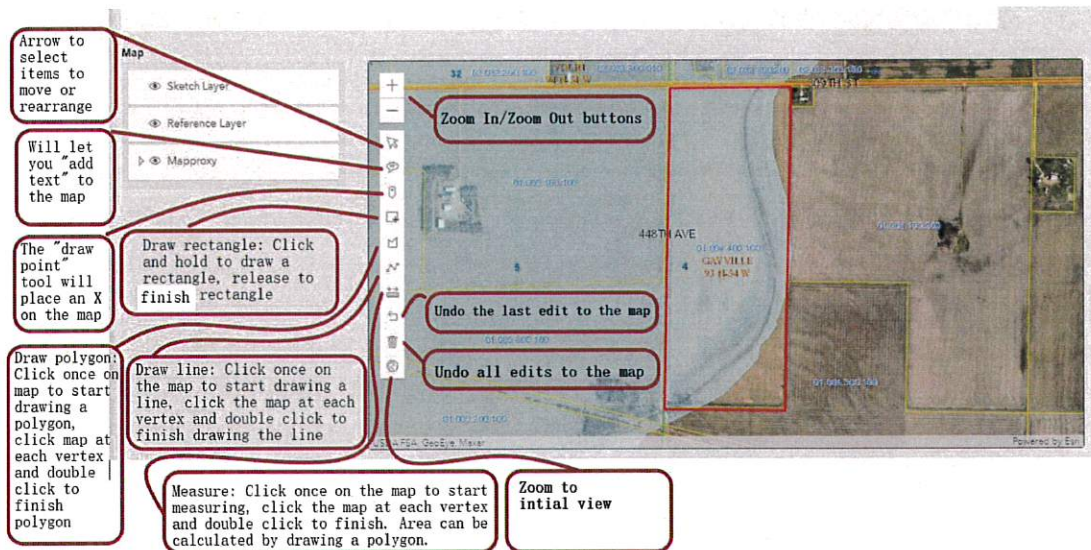 Arrow to
select
items to
move or
rearrange
Map
Sketch Layer
Reference Layer
Mapproxy
Will let
you "add
text" to
the map
The "draw
point"
tool will
place an X
on the map
Draw rectangle: Click
and hold to draw a
rectangle, release to
finish rectangle
Draw polygon:
Click once on
map to start
drawing a
polygon,
click map at
each vertex
and double
click to
finish
polygon
Draw line: Click once on
the map to start drawing a
line, click the map at each
vertex and double click to
finish drawing the line
Measure: Click once on the map to start
measuring, click the map at each vertex
and double click to finish. Area can be
calculated by drawing a polygon.
Zoom to
intial view
Zoom In/Zoom Out buttons
Undo the last edit to the map
Undo all edits to the map
32
448TH AVE
5
4
GAYVILLE
93-N-54 W
GeoEye, Maxar
Powered by Esri